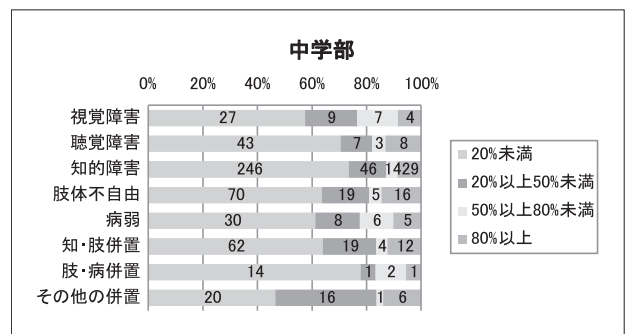 中学部
0% 20% 40% 60% 80% 100%
視覚障害 27 9 7 4
聴覚障害 43 7 3 8
知的障害 246 46 14 29
肢体不自由 70 19 5 16
病弱 30 8 6 5
知・肢併置 62 19 4 12
肢・病併置 14 1 2 1
その他の併置 20 16 1 6
20%未満
20%以上50%未満
50%以上80%未満
80%以上